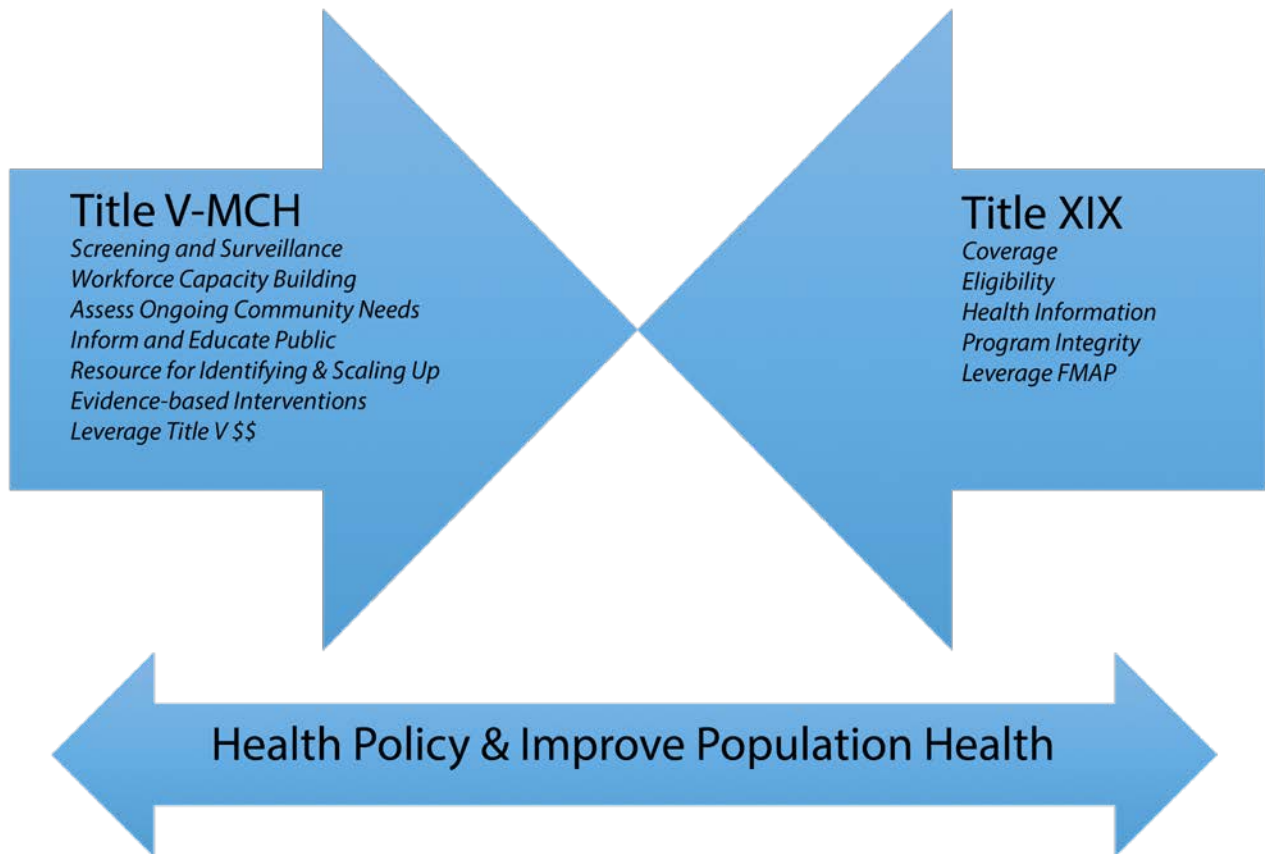 Title V-MCH
Screening and Surveillance
Workforce Capacity Building
Assess Ongoing Community Needs
Inform and Educate Public
Resource for Identifying & Scaling Up
Evidence-based Interventions
Leverage Title V $$
Title XIX
Coverage
Eligibility
Health Information
Program Integrity
Leverage FMAP
Health Policy & Improve Population Health